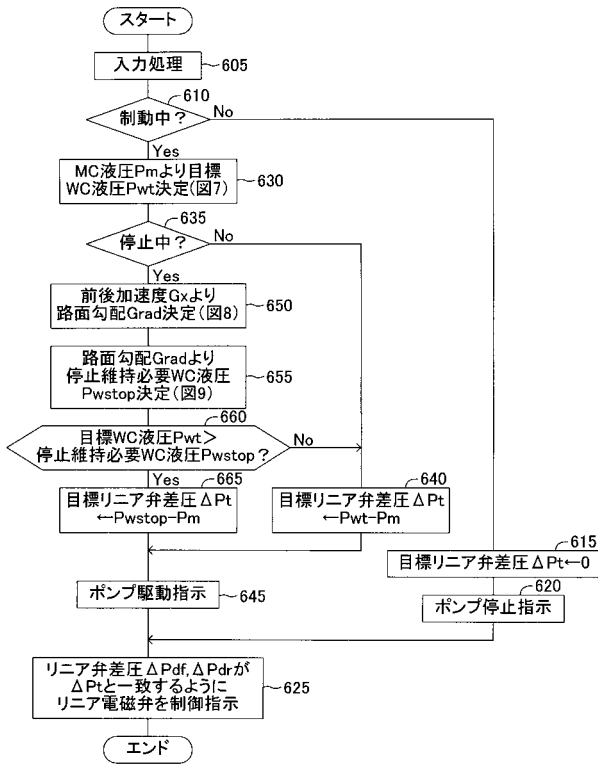 スタート
入力処理
605
610
制動中？
No
Yes
MC液圧Pmより目標
WC液圧Pwt決定(図7)
630
635
停止中？
No
Yes
前後加速度Gxより
路面勾配Grad決定(図8)
650
路面勾配Gradより
停止維持必要WC液圧
Pwstop決定(図9)
655
660
目標WC液圧Pwt>
停止維持必要WC液圧Pwstop？
No
Yes
665
目標リニア弁差圧ΔPt
←Pwstop-Pm
640
目標リニア弁差圧ΔPt
←Pwt-Pm
615
目標リニア弁差圧ΔPt←0
620
ポンプ停止指示
ポンプ駆動指示
645
リニア弁差圧ΔPdf,ΔPdrが
ΔPtと一致するように
リニア電磁弁を制御指示
625
エンド